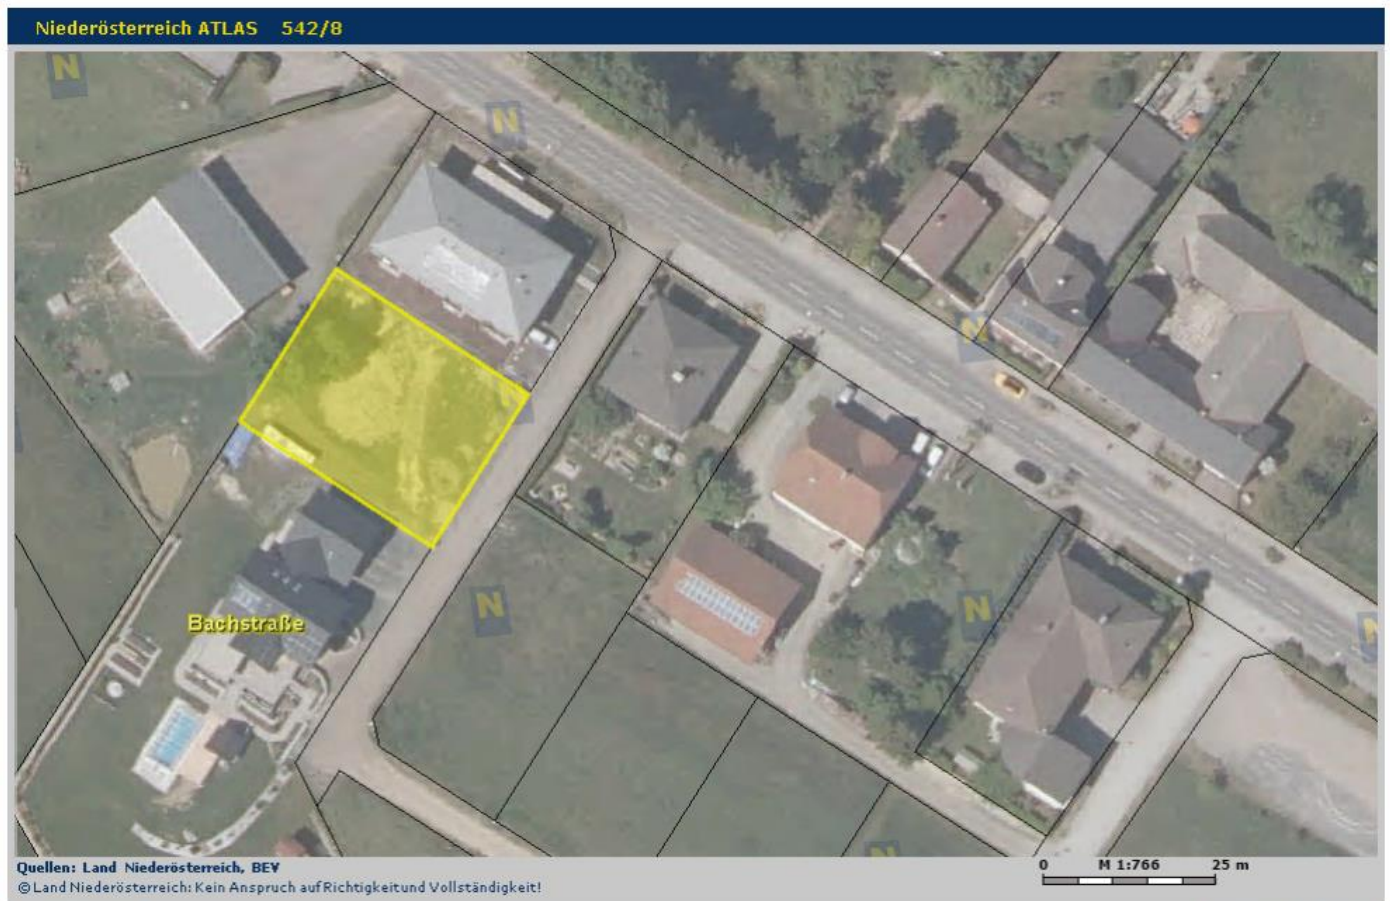 Niederösterreich ATLAS 542/8
N
N
N
N
N
N
Bachstraße
Quellen: Land Niederösterreich, BEV
©Land Niederösterreich: Kein Anspruch auf Richtigkeit und Vollständigkeit!
0 M 1:766 25 m